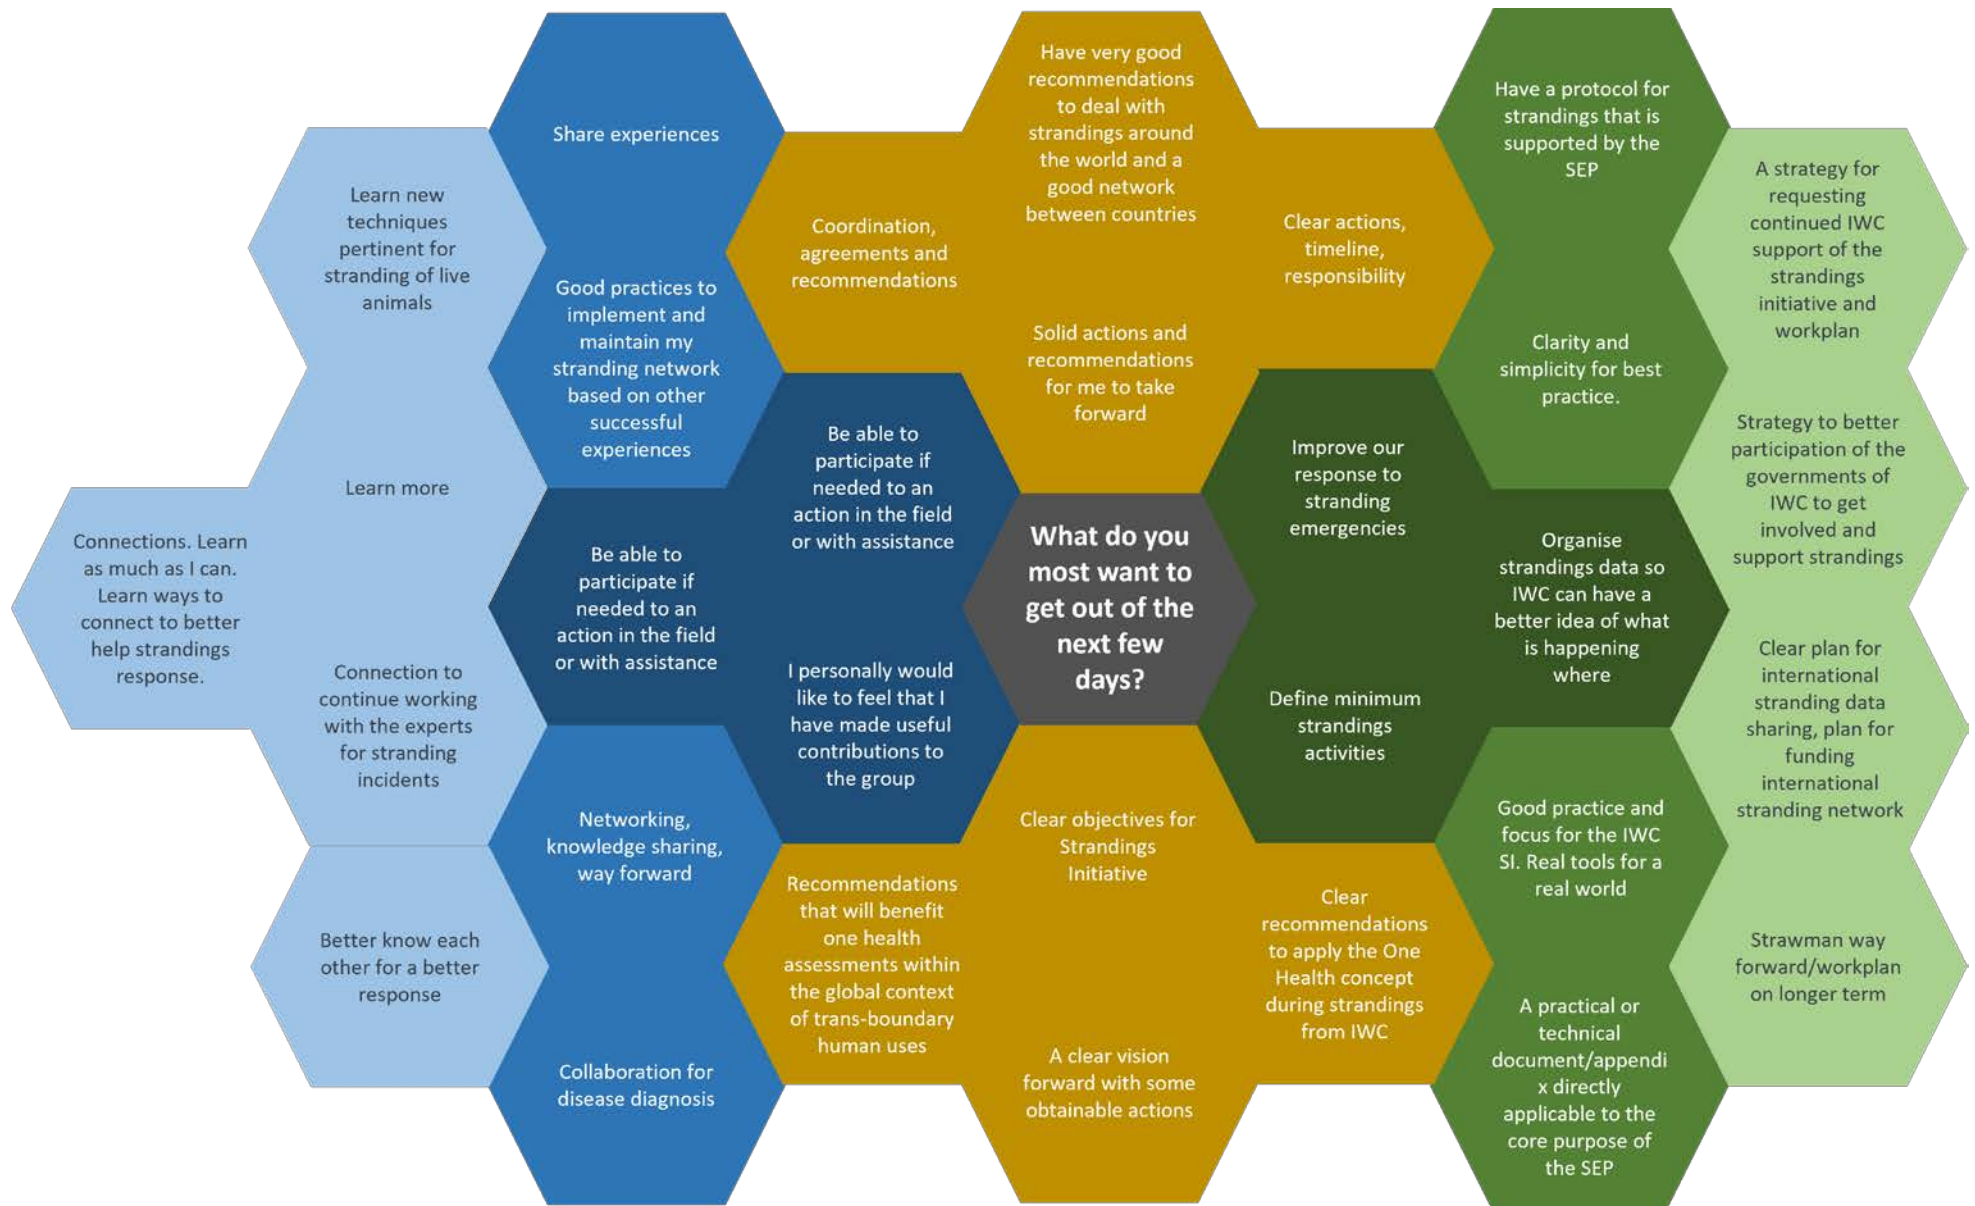 Connections. Learn
as much as I can.
Learn ways to
connect to better
help strandings
response.
Learn new
techniques
pertinent for
stranding of live
animals
Learn more
Connection to
continue working
with the experts
for stranding
incidents
Better know each
other for a better
response
Share experiences
Good practices to
implement and
maintain my
stranding network
based on other
successful
experiences
Be able to
participate if
needed to an
action in the field
or with assistance
Networking,
knowledge sharing,
way forward
Collaboration for
disease diagnosis
Coordination,
agreements and
recommendations
Be able to
participate if
needed to an
action in the field
or with assistance
I personally would
like to feel that I
have made useful
contributions to
the group
Recommendations
that will benefit
one health
assessments within
the global context
of trans-boundary
human uses
Have very good
recommendations
to deal with
strandings around
the world and a
good network
between countries
Solid actions and
recommendations
for me to take
forward
What do you
most want to
get out of the
next few
days?
Clear objectives for
Strandings
Initiative
A clear vision
forward with some
obtainable actions
Clear actions,
timeline,
responsibility
Improve our
response to
stranding
emergencies
Define minimum
strandings
activities
Clear
recommendations
to apply the One
Health concept
during strandings
from IWC
Have a protocol for
strandings that is
supported by the
SEP
Clarity and
simplicity for best
practice.
Organise
strandings data so
IWC can have a
better idea of what
is happening
where
Good practice and
focus for the IWC
SI. Real tools for a
real world
A practical or
technical
document/appendi
x directly
applicable to the
core purpose of
the SEP
A strategy for
requesting
continued IWC
support of the
strandings
initiative and
workplan
Strategy to better
participation of the
governments of
IWC to get
involved and
support strandings
Clear plan for
international
stranding data
sharing, plan for
funding
international
stranding network
Strawman way
forward/workplan
on longer term